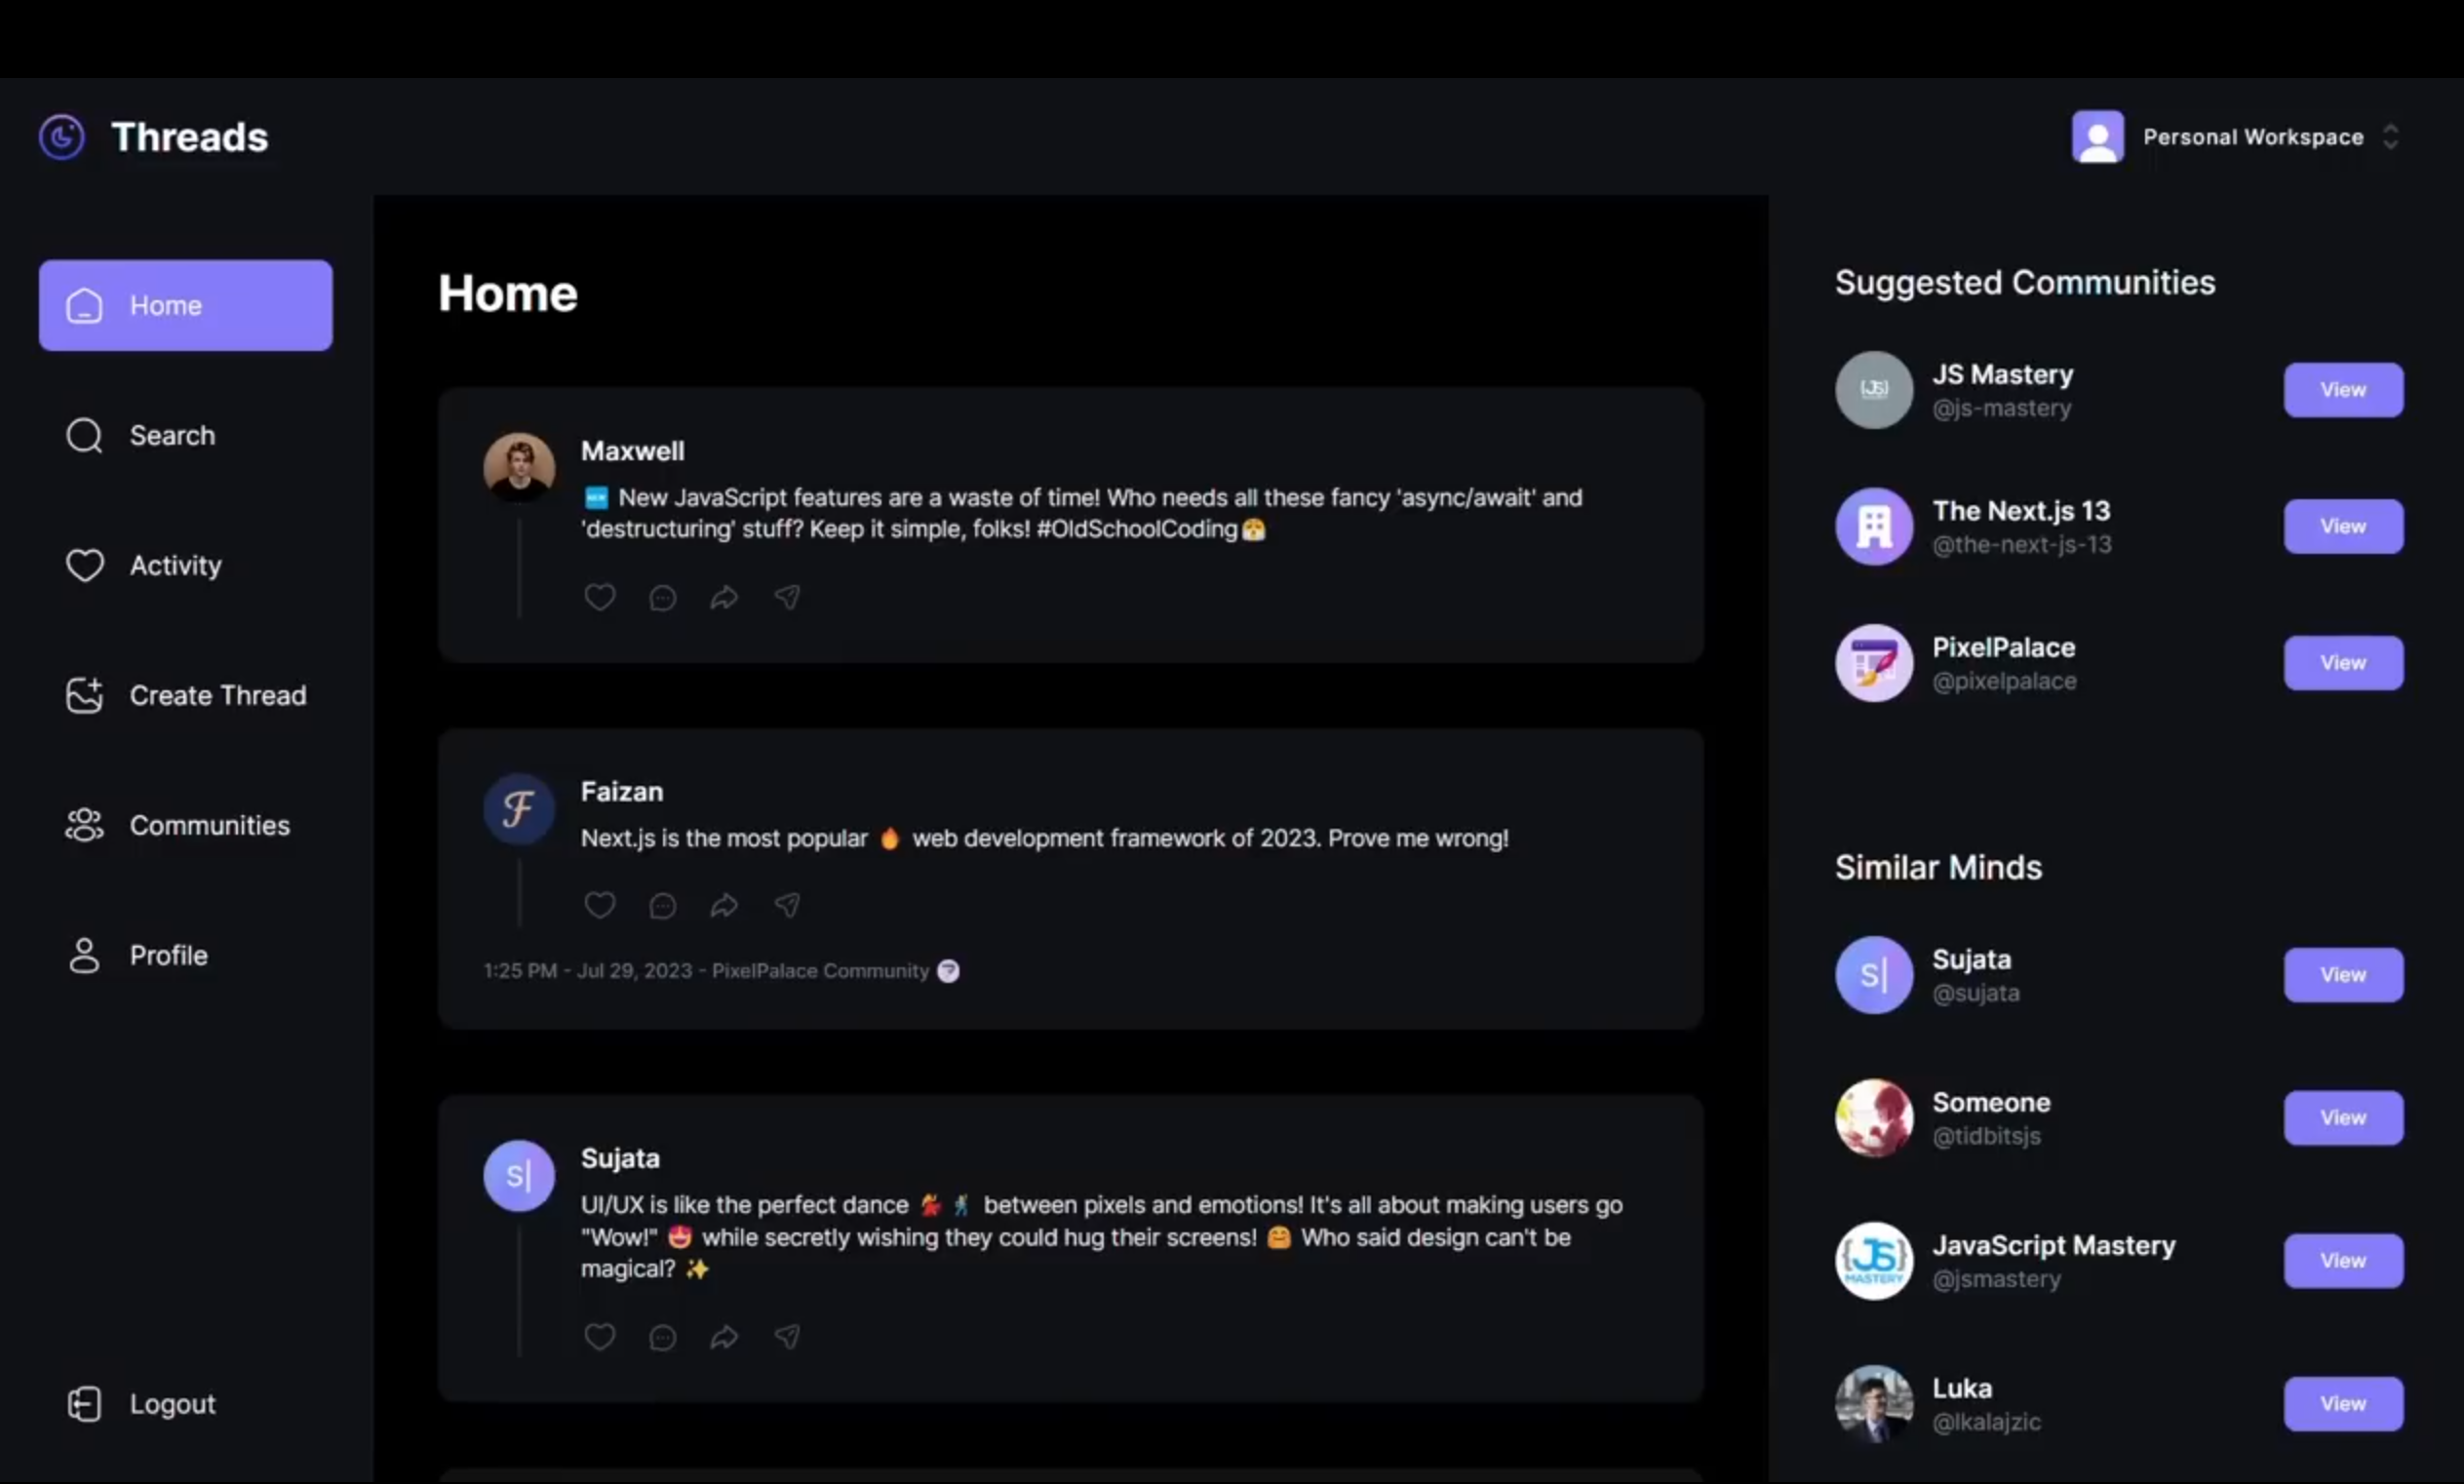 Threads
Personal Workspace
Home
Search
Activity
Create Thread
Communities
Profile
Logout
Home
Maxwell
🆕 New JavaScript features are a waste of time! Who needs all these fancy 'async/await' and
'destructuring' stuff? Keep it simple, folks! #OldSchoolCoding😤
F
Faizan
Next.js is the most popular 🔥 web development framework of 2023. Prove me wrong!
1:25 PM - Jul 29, 2023 - PixelPalace Community
S|
Sujata
UI/UX is like the perfect dance 💃🕺 between pixels and emotions! It's all about making users go
"Wow!" 😍 while secretly wishing they could hug their screens! 🤗 Who said design can't be
magical? ✨
Suggested Communities
{JS}
JS Mastery
@js-mastery
View
The Next.js 13
@the-next-js-13
View
PixelPalace
@pixelpalace
View
Similar Minds
S|
Sujata
@sujata
View
Someone
@tidbitsjs
View
{JS}
MASTERY
JavaScript Mastery
@jsmastery
View
Luka
@lkalajzic
View